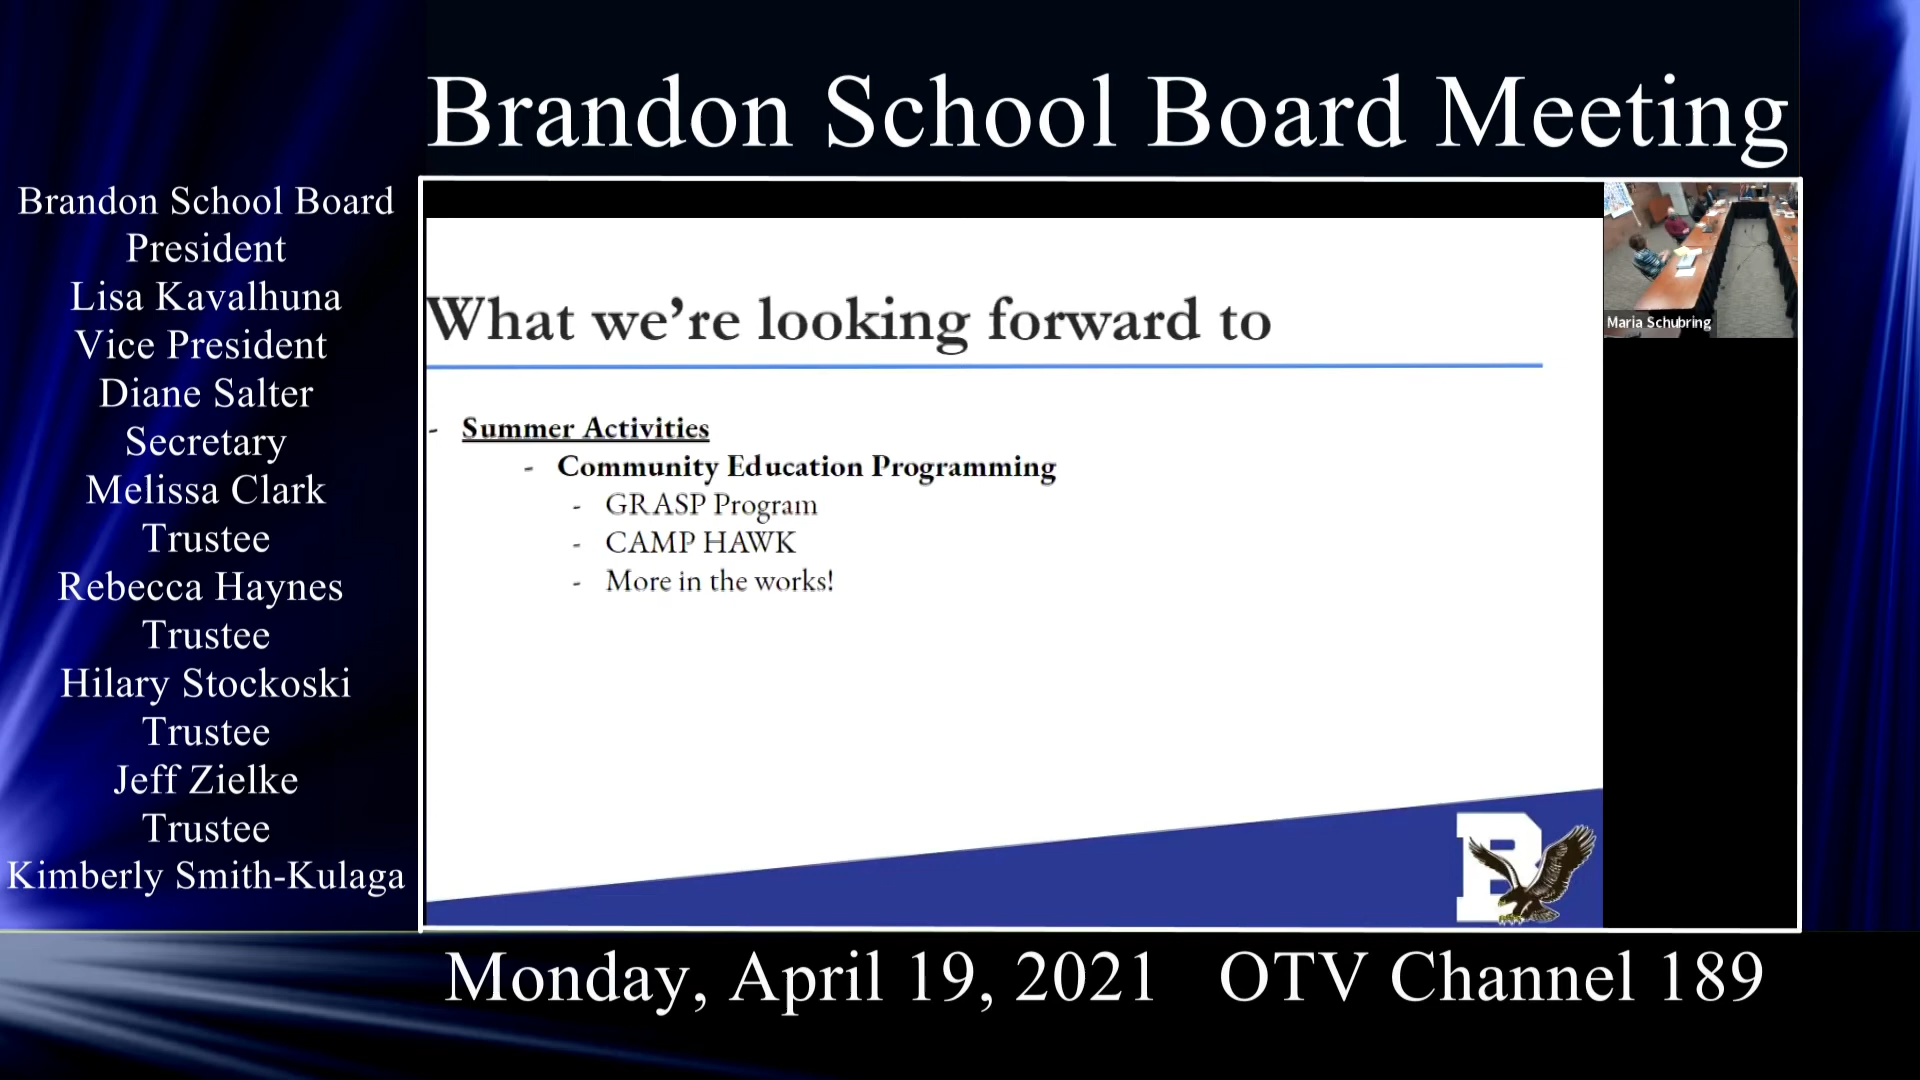 Brandon School Board Meeting
Brandon School Board
President
Lisa Kavalhuna
Vice President
Diane Salter
Secretary
Melissa Clark
Trustee
Rebecca Haynes
Trustee
Hilary Stockoski
Trustee
Jeff Zielke
Trustee
Kimberly Smith-Kulaga
What we’re looking forward to
- Summer Activities
- Community Education Programming
- GRASP Program
- CAMP HAWK
- More in the works!
B
Maria Schubring
Monday, April 19, 2021 OTV Channel 189